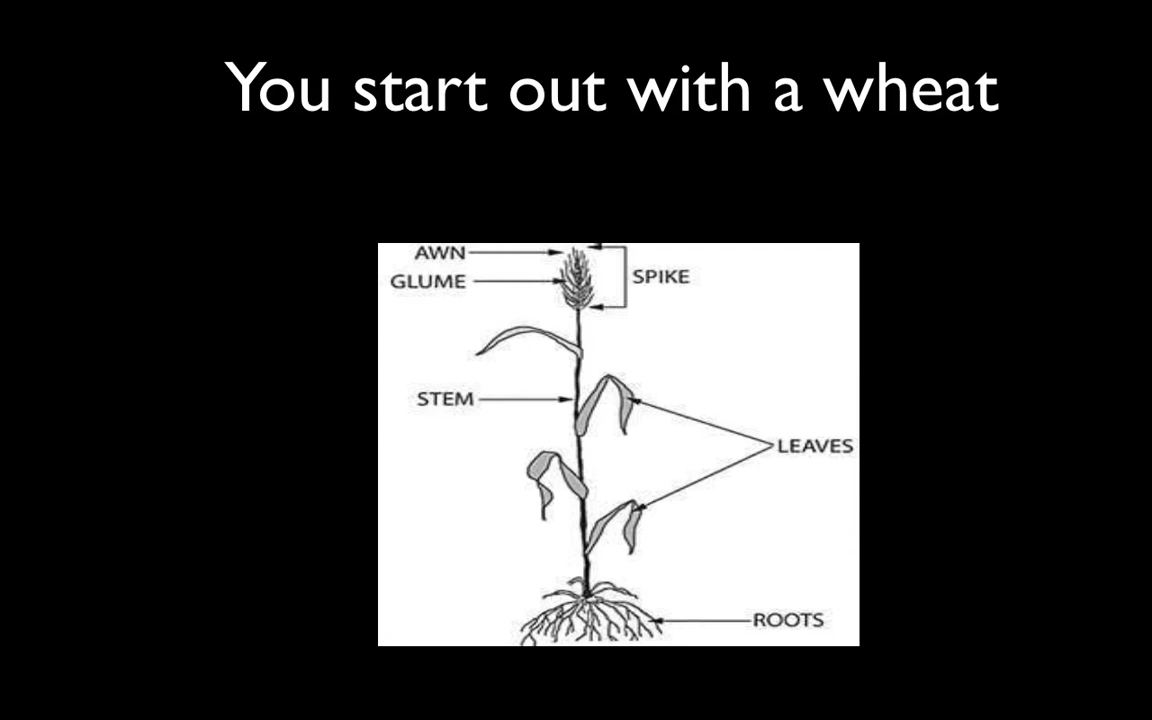 You start out with a wheat
AWN
GLUME
SPIKE
STEM
LEAVES
ROOTS